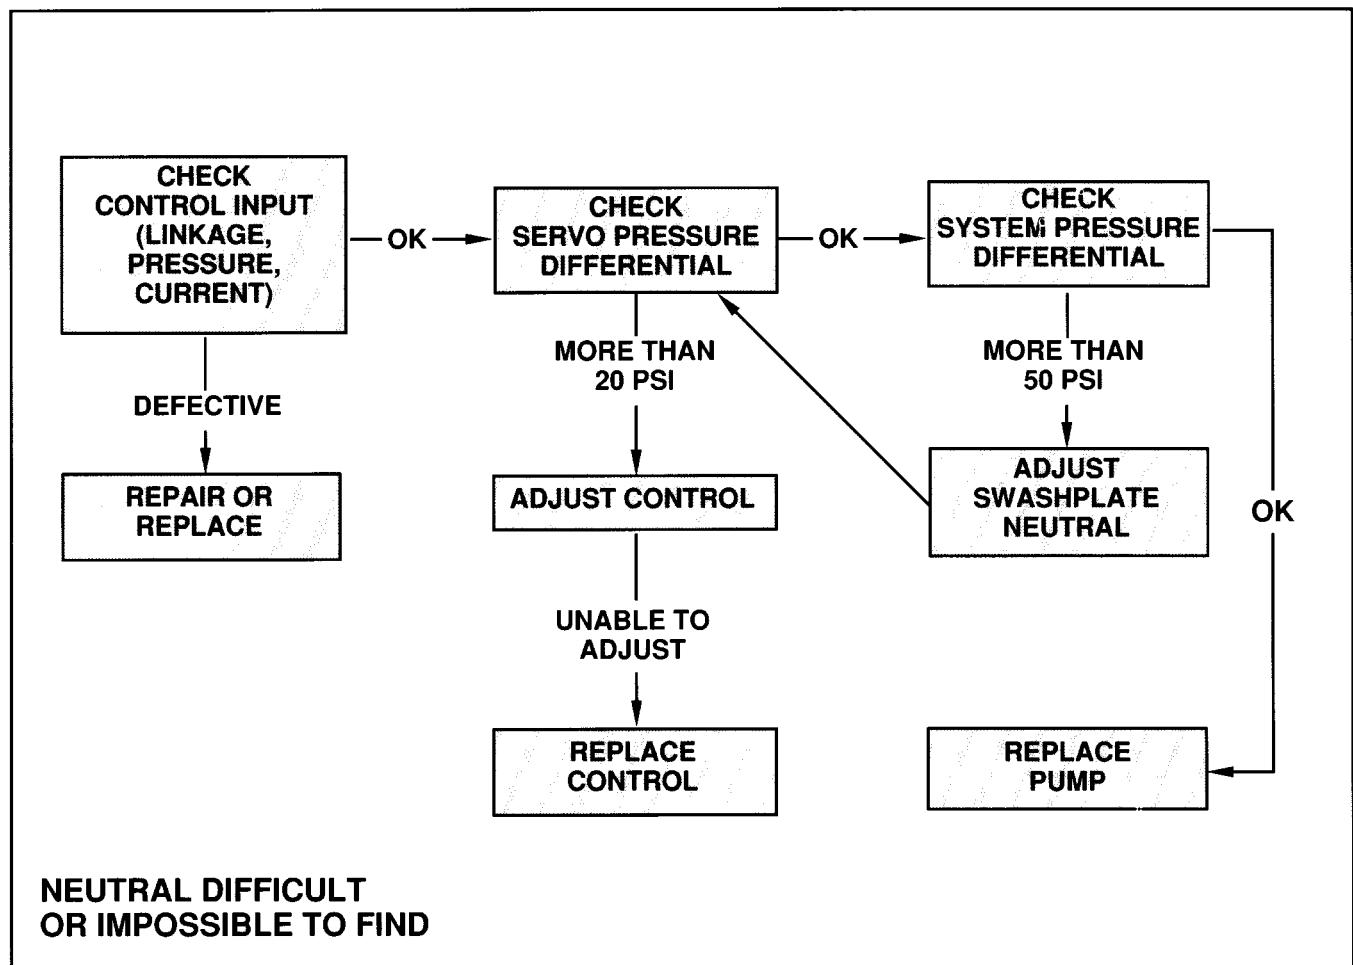 CHECK
CONTROL INPUT
(LINKAGE,
PRESSURE,
CURRENT)
OK
CHECK
SERVO PRESSURE
DIFFERENTIAL
OK
CHECK
SYSTEM PRESSURE
DIFFERENTIAL
DEFECTIVE
MORE THAN
20 PSI
MORE THAN
50 PSI
REPAIR OR
REPLACE
ADJUST CONTROL
ADJUST
SWASHPLATE
NEUTRAL
OK
UNABLE TO
ADJUST
REPLACE
CONTROL
REPLACE
PUMP
NEUTRAL DIFFICULT
OR IMPOSSIBLE TO FIND